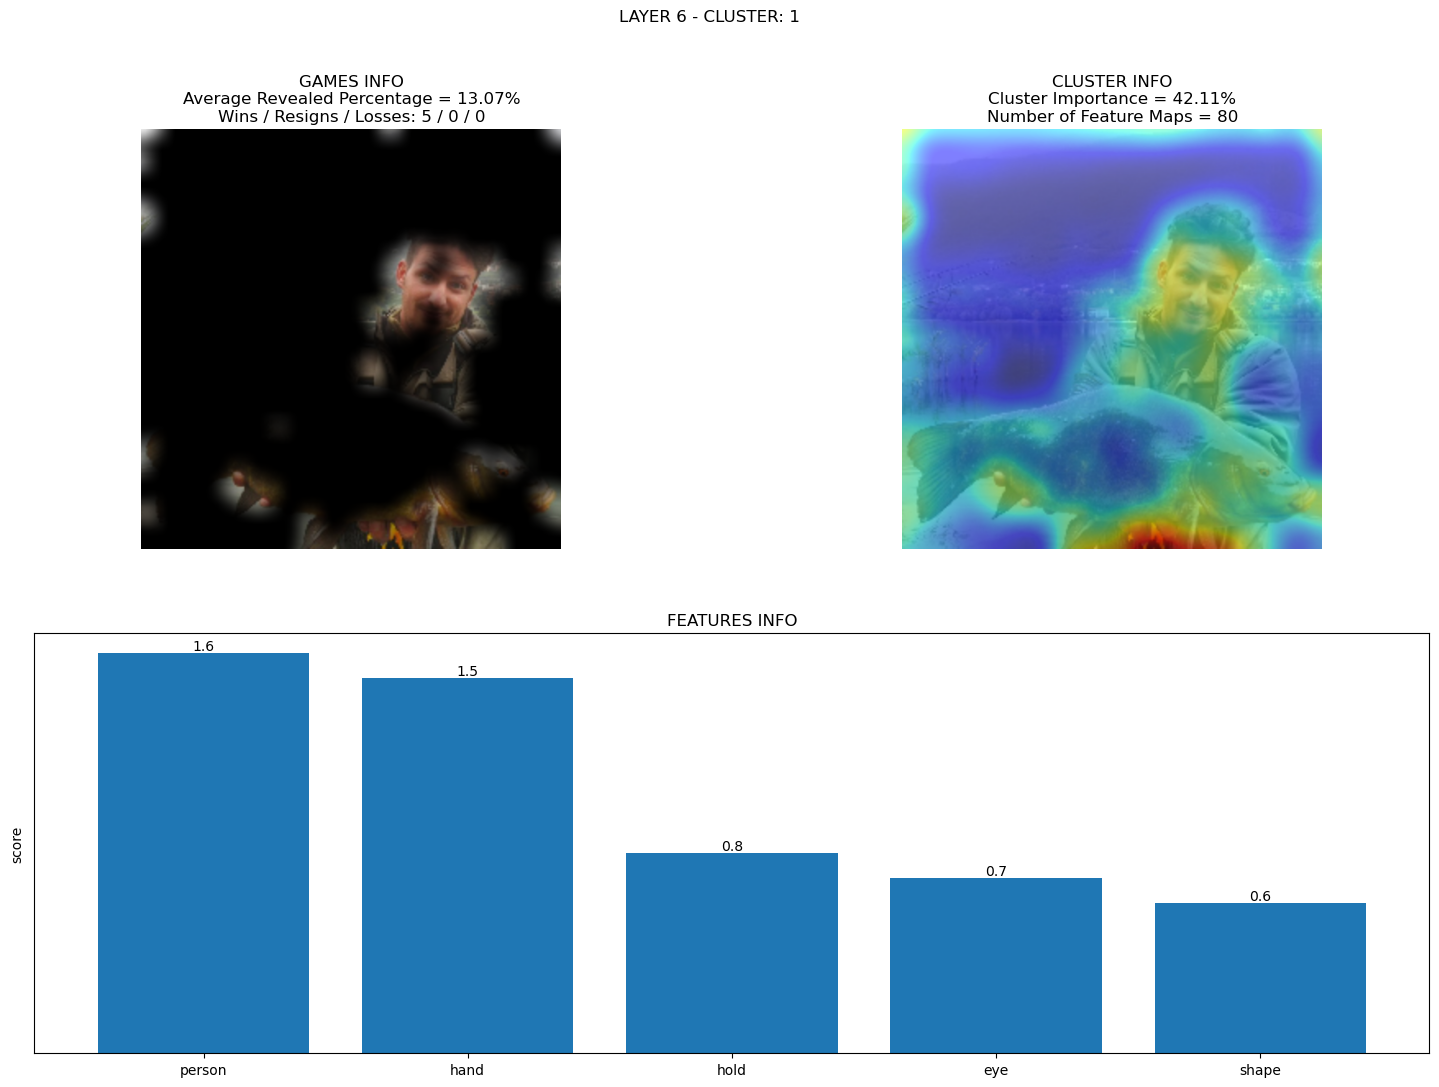 LAYER 6 - CLUSTER: 1
GAMES INFO
Average Revealed Percentage = 13.07%
Wins / Resigns / Losses: 5 / 0 / 0
CLUSTER INFO
Cluster Importance = 42.11%
Number of Feature Maps = 80
FEATURES INFO
score
1.6
1.5
0.8
0.7
0.6
person
hand
hold
eye
shape